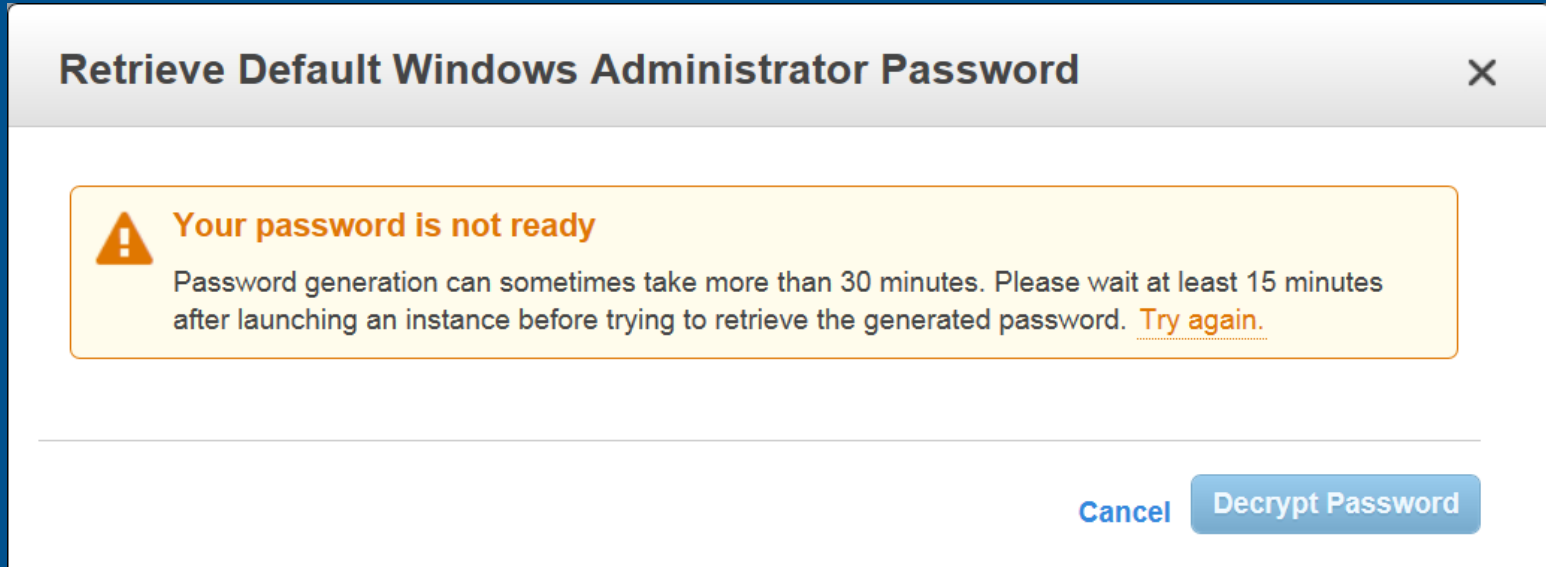 Retrieve Default Windows Administrator Password
Your password is not ready
Password generation can sometimes take more than 30 minutes. Please wait at least 15 minutes
after launching an instance before trying to retrieve the generated password. Try again.
Cancel Decrypt Password